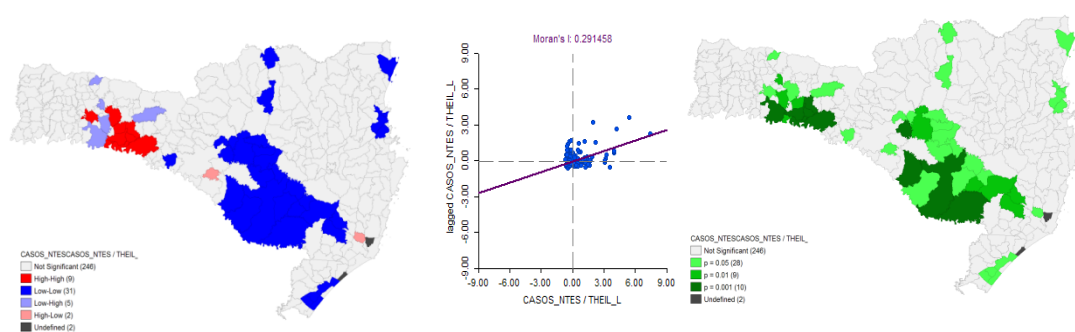 CASOS_NTESCASOS_NTES / THEIL_
Not Significant (246)
High-High (9)
Low-Low (31)
Low-High (5)
High-Low (2)
Undefined (2)
Moran's I: 0.291458
lagged CASOS_NTES / THEIL_L
9.00
6.00
3.00
0.00
-3.00
-6.00
-9.00
-9.00 -6.00 -3.00 0.00 3.00 6.00 9.00
CASOS_NTES / THEIL_L
CASOS_NTESCASOS_NTES / THEIL_
Not Significant (246)
p = 0.05 (28)
p = 0.01 (9)
p = 0.001 (10)
Undefined (2)